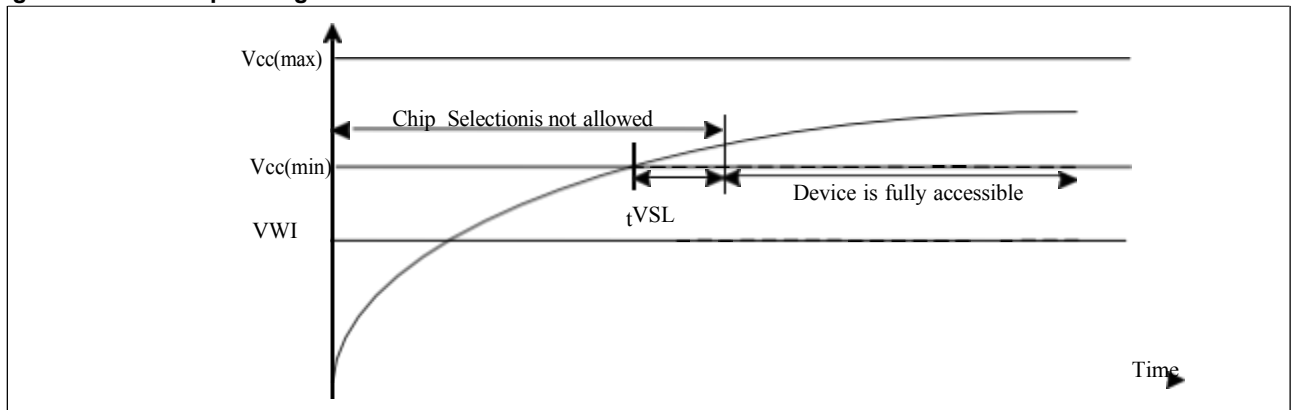 Vcc(max)
Chip Selectionis not allowed
Vcc(min)
Device is fully accessible
tVSL
VWI
Time